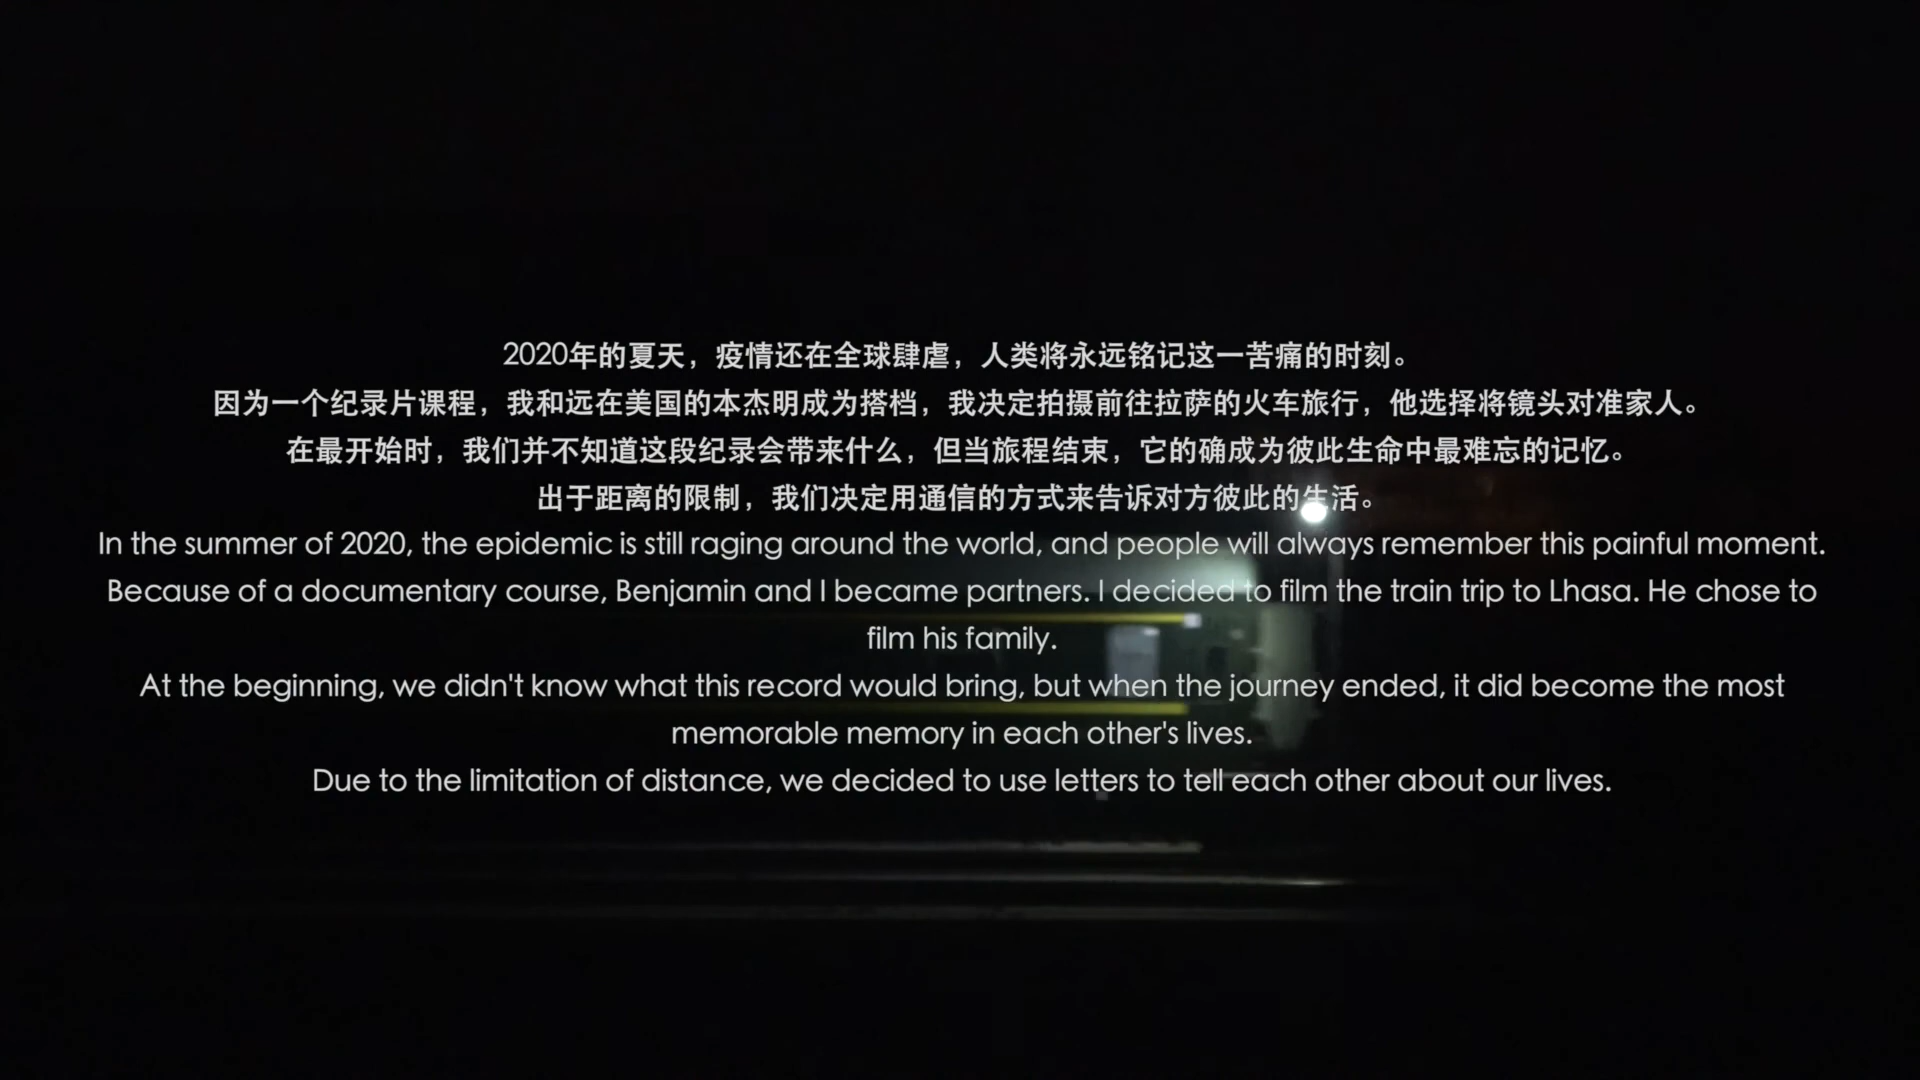 2020年的夏天，疫情还在全球肆虐，人类将永远铭记这一苦痛的时刻。
因为一个纪录片课程，我和远在美国的本杰明成为搭档，我决定拍摄前往拉萨的火车旅行，他选择将镜头对准家人。
在最开始时，我们并不知道这段纪录会带来什么，但当旅程结束，它的确成为彼此生命中最难忘的记忆。
出于距离的限制，我们决定用通信的方式来告诉对方彼此的生活。
In the summer of 2020, the epidemic is still raging around the world, and people will always remember this painful moment.
Because of a documentary course, Benjamin and I became partners. I decided to film the train trip to Lhasa. He chose to
film his family.
At the beginning, we didn't know what this record would bring, but when the journey ended, it did become the most
memorable memory in each other's lives.
Due to the limitation of distance, we decided to use letters to tell each other about our lives.